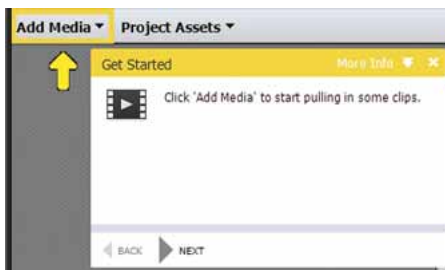 Add Media Project Assets
Get Started More Info
Click 'Add Media' to start pulling in some clips.
BACK NEXT